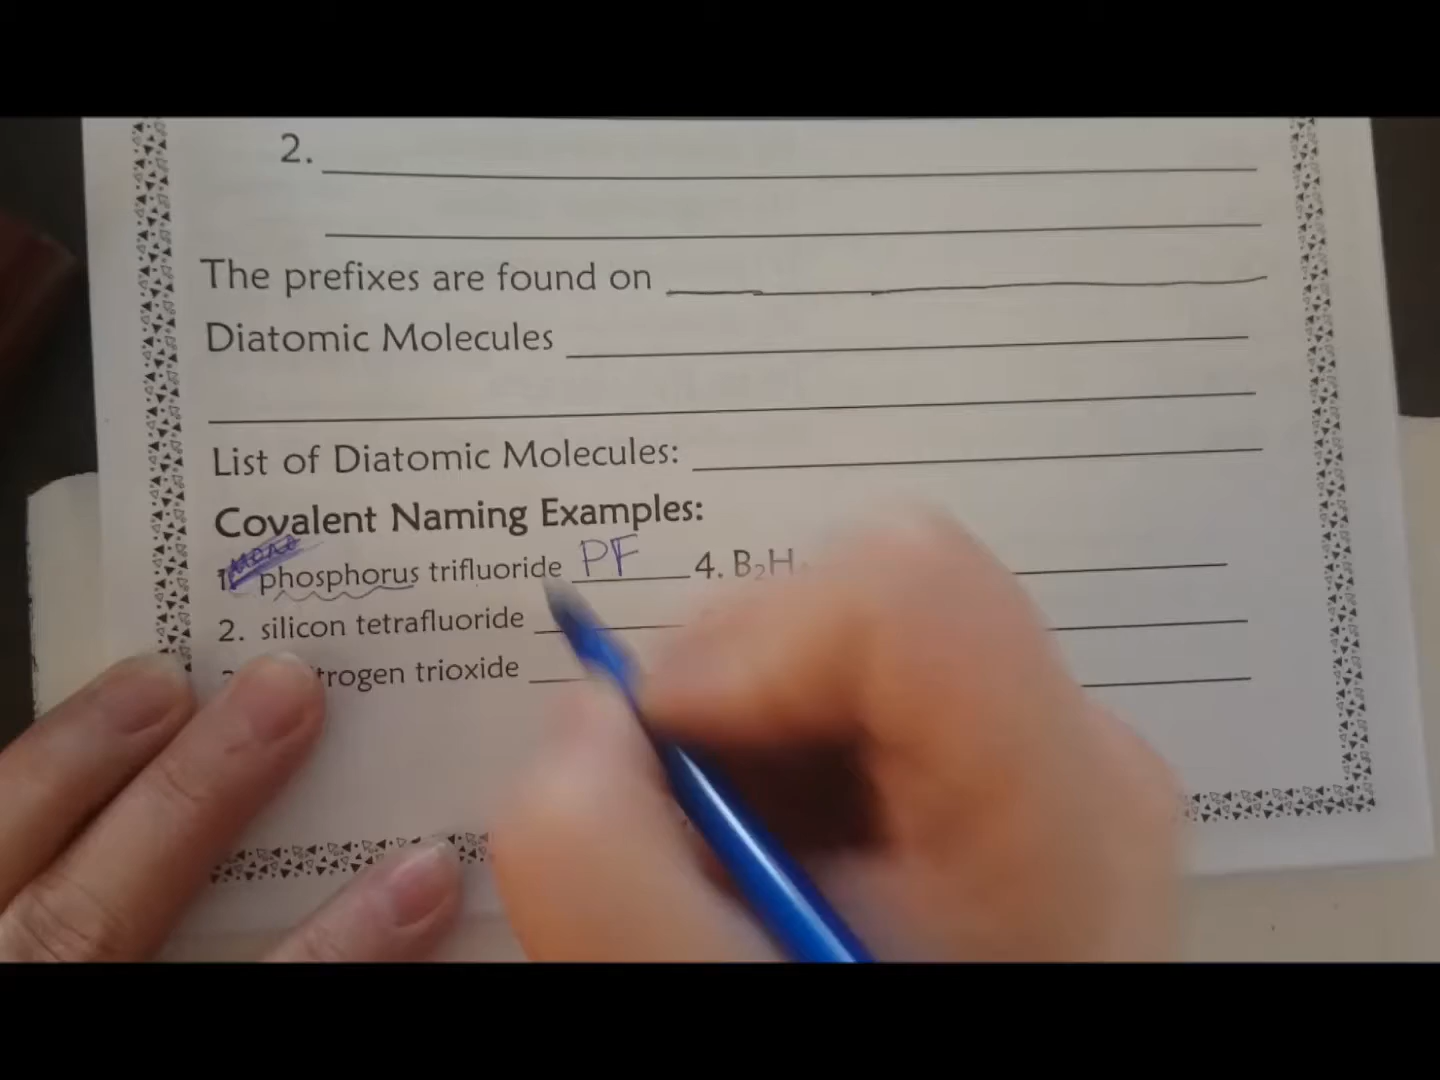 2.
The prefixes are found on
Diatomic Molecules
List of Diatomic Molecules:
Covalent Naming Examples:
mono
1. phosphorus trifluoride PF 4. B₂H
2. silicon tetrafluoride
trioxide